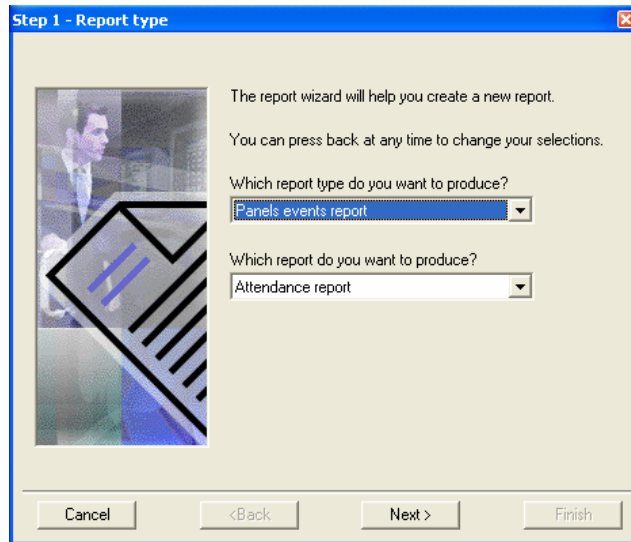 Step 1 - Report type
The report wizard will help you create a new report.
You can press back at any time to change your selections.
Which report type do you want to produce?
Panels events report
Which report do you want to produce?
Attendance report
Cancel
<Back
Next >
Finish